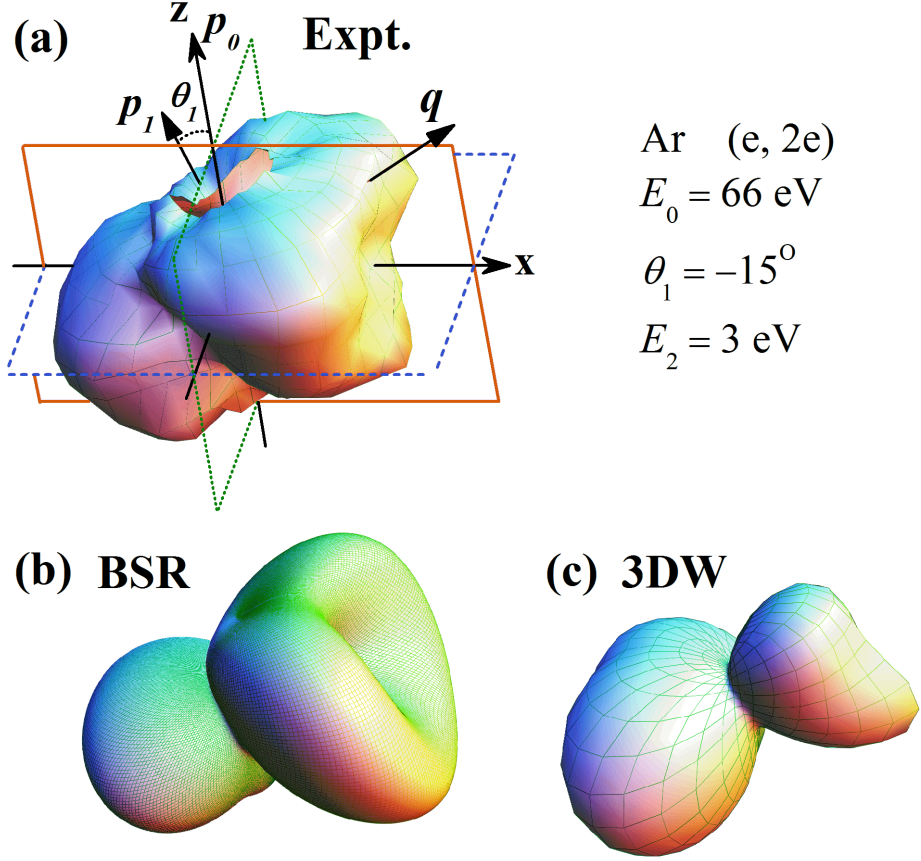 (a)
z
p₀
Expt.
p₁
θ₁
q
x
Ar (e, 2e)
E₀ = 66 eV
θ₁ = −15°
E₂ = 3 eV
(b) BSR
(c) 3DW